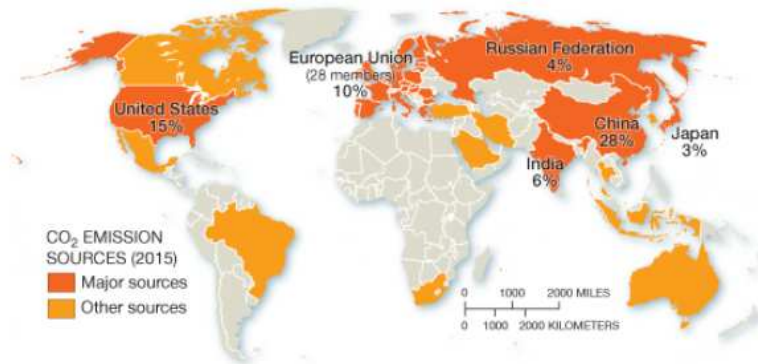 European Union
(28 members)
10%
Russian Federation
4%
United States
15%
China
28%
Japan
3%
India
6%
CO₂ EMISSION
SOURCES (2015)
Major sources
Other sources
0 1000 2000 MILES
0 1000 2000 KILOMETERS